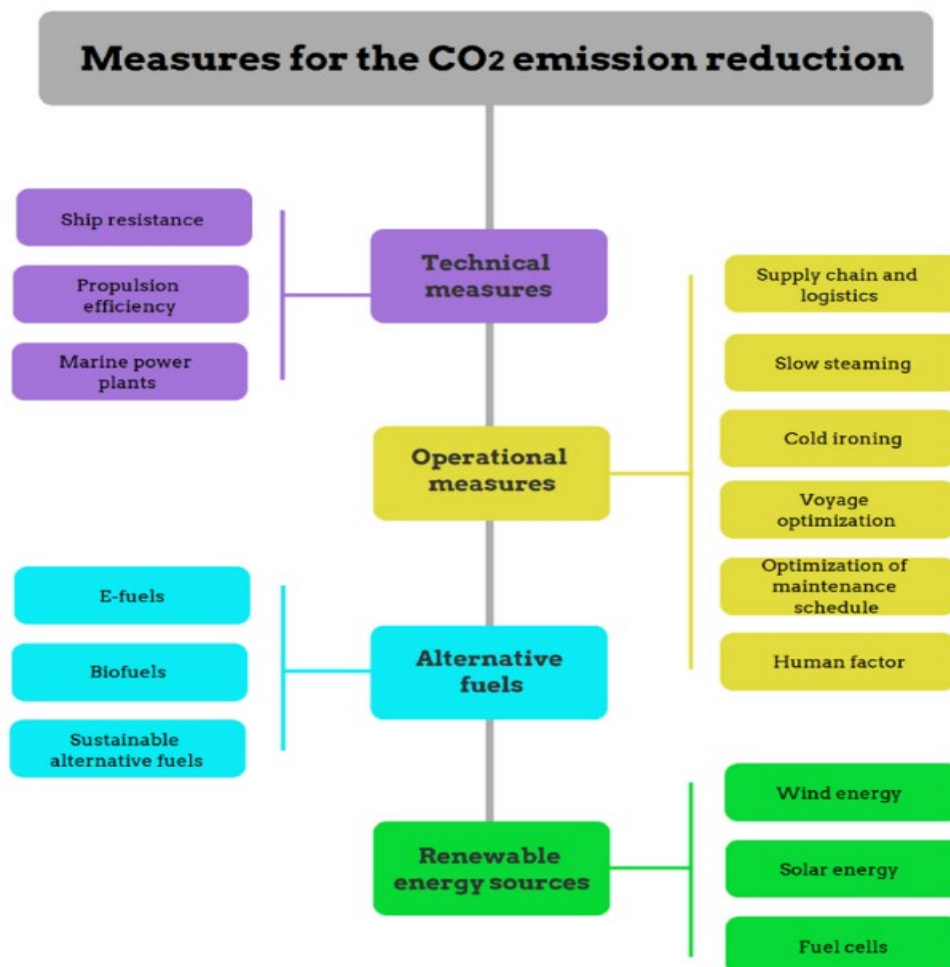 Measures for the CO2 emission reduction
Technical
measures
Ship resistance
Propulsion
efficiency
Marine power
plants
Operational
measures
Supply chain and
logistics
Slow steaming
Cold ironing
Voyage
optimization
Optimization of
maintenance
schedule
Human factor
Alternative
fuels
E-fuels
Biofuels
Sustainable
alternative fuels
Renewable
energy sources
Wind energy
Solar energy
Fuel cells